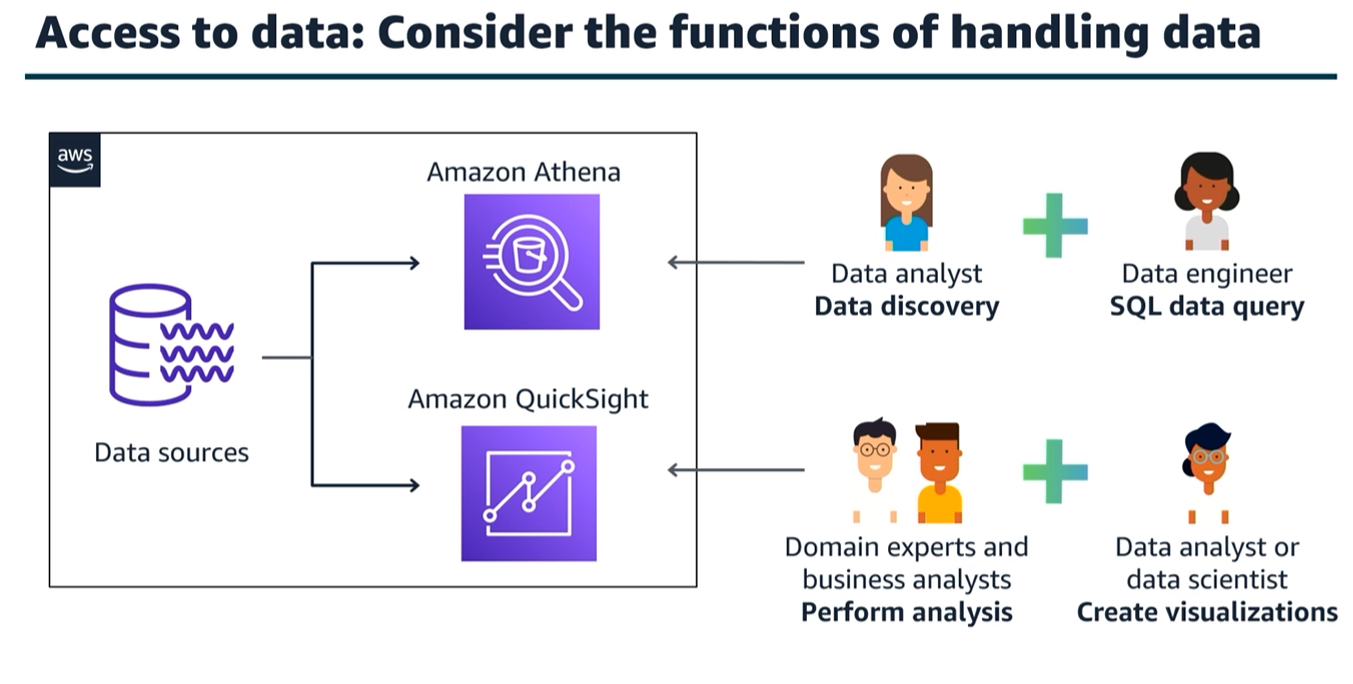 Access to data: Consider the functions of handling data
aws
Amazon Athena
Data sources
Amazon QuickSight
Data analyst
Data discovery
Data engineer
SQL data query
Domain experts and
business analysts
Perform analysis
Data analyst or
data scientist
Create visualizations